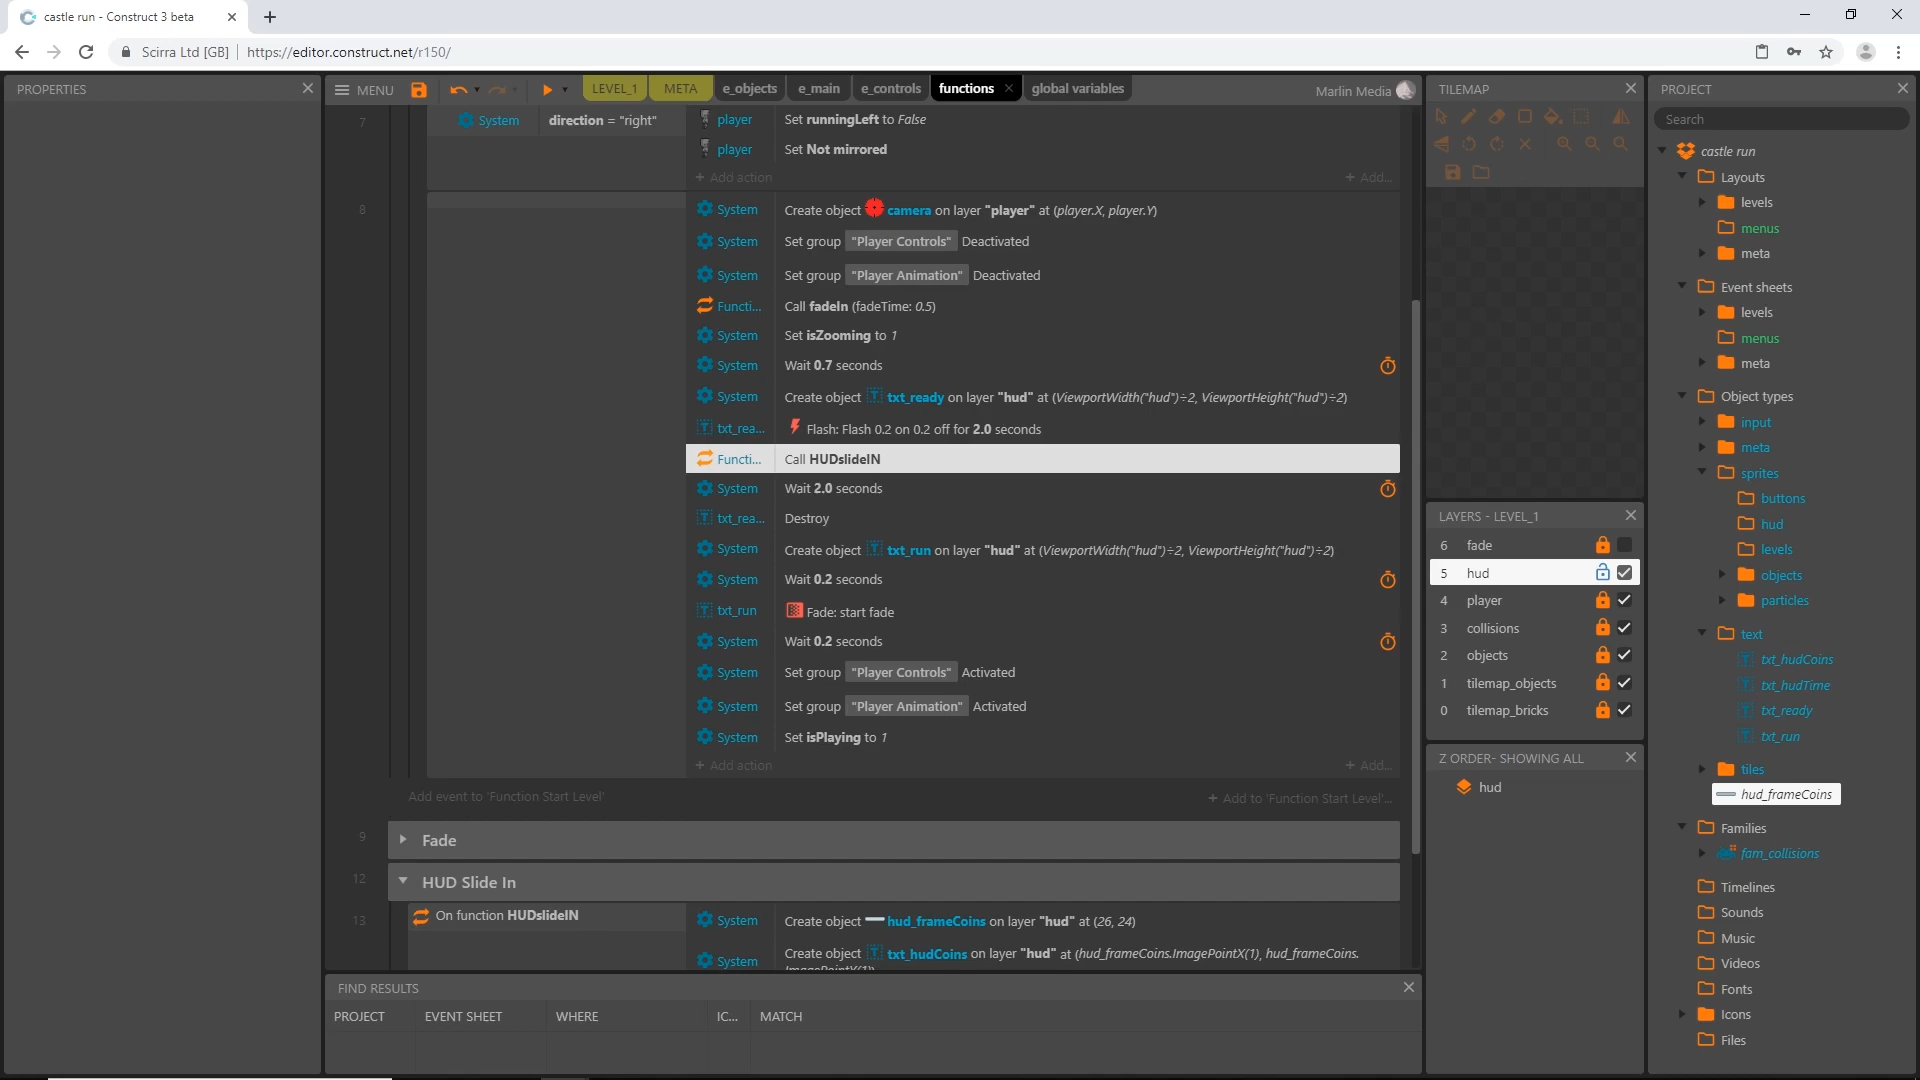 castle run - Construct 3 beta
Scirra Ltd [GB] https://editor.construct.net/r150/
PROPERTIES
MENU
LEVEL_1
META
e_objects
e_main
e_controls
functions
global variables
Marlin Media
7
System direction = "right"
player Set runningLeft to False
player Set Not mirrored
+ Add action + Add...
8
System Create object camera on layer "player" at (player.X, player.Y)
System Set group "Player Controls" Deactivated
System Set group "Player Animation" Deactivated
Functi... Call fadeIn (fadeTime: 0.5)
System Set isZooming to 1
System Wait 0.7 seconds
System Create object txt_ready on layer "hud" at (ViewportWidth("hud")÷2, ViewportHeight("hud")÷2)
txt_rea... Flash: Flash 0.2 on 0.2 off for 2.0 seconds
Functi... Call HUDslideIN
System Wait 2.0 seconds
txt_rea... Destroy
System Create object txt_run on layer "hud" at (ViewportWidth("hud")÷2, ViewportHeight("hud")÷2)
System Wait 0.2 seconds
txt_run Fade: start fade
System Wait 0.2 seconds
System Set group "Player Controls" Activated
System Set group "Player Animation" Activated
System Set isPlaying to 1
+ Add action + Add...
Add event to 'Function Start Level' + Add to 'Function Start Level'...
9 Fade
12 HUD Slide In
13 On function HUDslideIN
System Create object hud_frameCoins on layer "hud" at (26, 24)
System Create object txt_hudCoins on layer "hud" at (hud_frameCoins.ImagePointX(1), hud_frameCoins.
ImagePointY(1))
FIND RESULTS
PROJECT EVENT SHEET WHERE IC... MATCH
TILEMAP
LAYERS - LEVEL_1
6 fade
5 hud
4 player
3 collisions
2 objects
1 tilemap_objects
0 tilemap_bricks
Z ORDER- SHOWING ALL
hud
PROJECT
Search
castle run
Layouts
levels
menus
meta
Event sheets
levels
menus
meta
Object types
input
meta
sprites
buttons
hud
levels
objects
particles
text
txt_hudCoins
txt_hudTime
txt_ready
txt_run
tiles
hud_frameCoins
Families
fam_collisions
Timelines
Sounds
Music
Videos
Fonts
Icons
Files